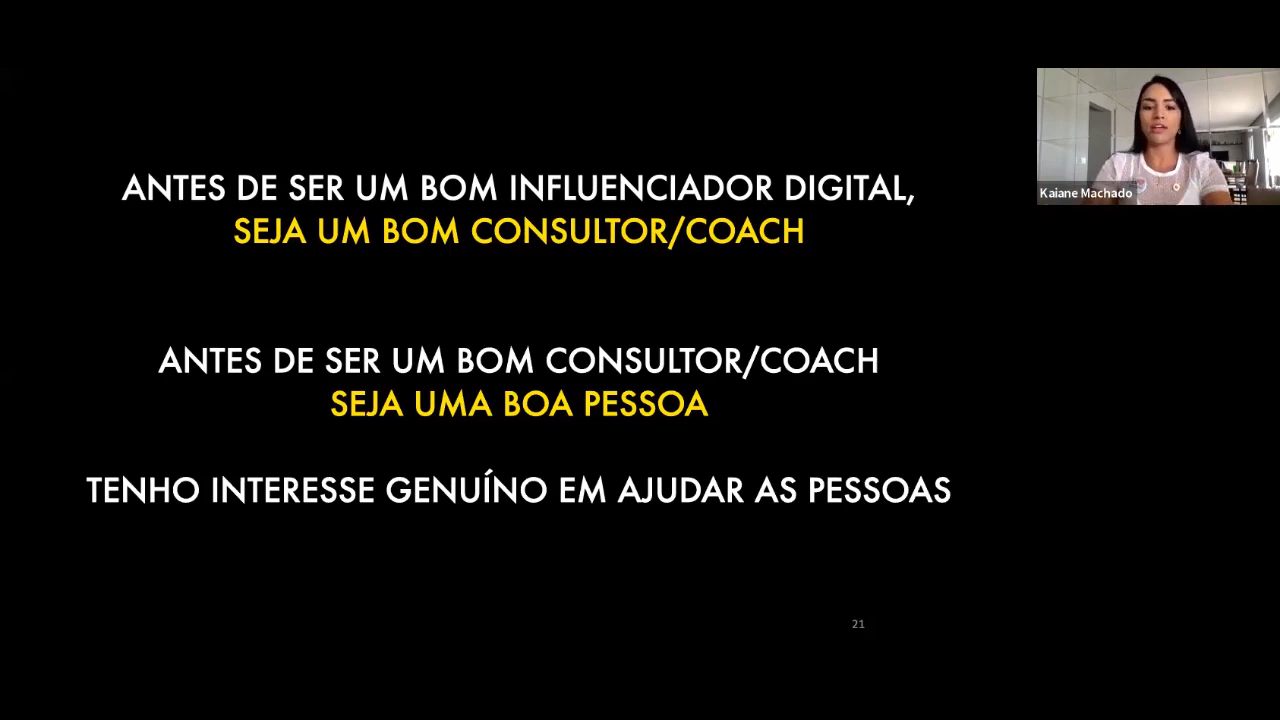 ANTES DE SER UM BOM INFLUENCIADOR DIGITAL,
SEJA UM BOM CONSULTOR/COACH
ANTES DE SER UM BOM CONSULTOR/COACH
SEJA UMA BOA PESSOA
TENHO INTERESSE GENUÍNO EM AJUDAR AS PESSOAS
21
Kaiane Machado